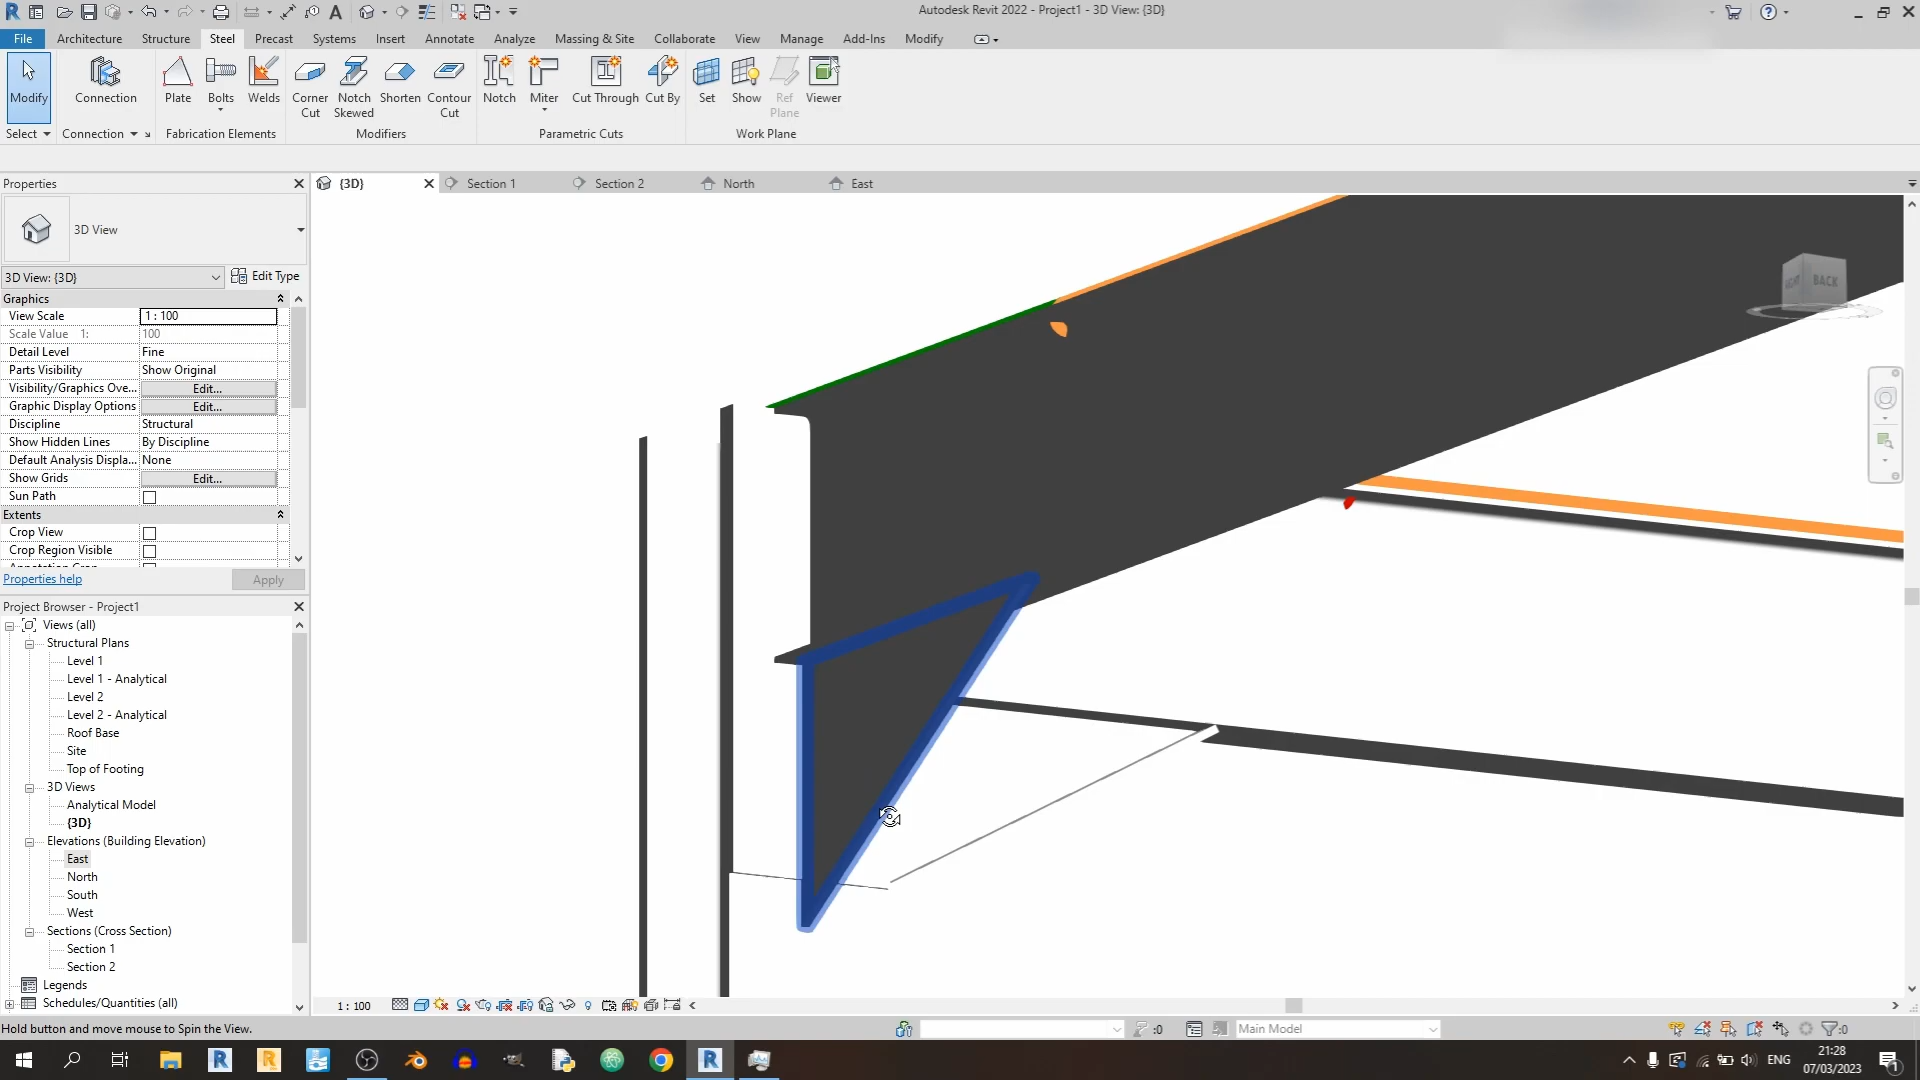 Autodesk Revit 2022 - Project1 - 3D View: {3D}
File Architecture Structure Steel Precast Systems Insert Annotate Analyze Massing & Site Collaborate View Manage Add-Ins Modify
Modify Connection Plate Bolts Welds Corner Cut Notch Skewed Shorten Contour Cut Notch Miter Cut Through Cut By Set Show Ref Plane Viewer
Select Connection Fabrication Elements Modifiers Parametric Cuts Work Plane
Properties
{3D} Section 1 Section 2 North East
3D View
3D View: {3D} Edit Type
Graphics
View Scale 1 : 100
Scale Value 1: 100
Detail Level Fine
Parts Visibility Show Original
Visibility/Graphics Ove... Edit...
Graphic Display Options Edit...
Discipline Structural
Show Hidden Lines By Discipline
Default Analysis Displa... None
Show Grids Edit...
Sun Path
Extents
Crop View
Crop Region Visible
Properties help Apply
BACK
Project Browser - Project1
Views (all)
Structural Plans
Level 1
Level 1 - Analytical
Level 2
Level 2 - Analytical
Roof Base
Site
Top of Footing
3D Views
Analytical Model
{3D}
Elevations (Building Elevation)
East
North
South
West
Sections (Cross Section)
Section 1
Section 2
Legends
Schedules/Quantities (all)
1 : 100
Hold button and move mouse to Spin the View.
:0 Main Model :0
ENG 21:28
07/03/2023